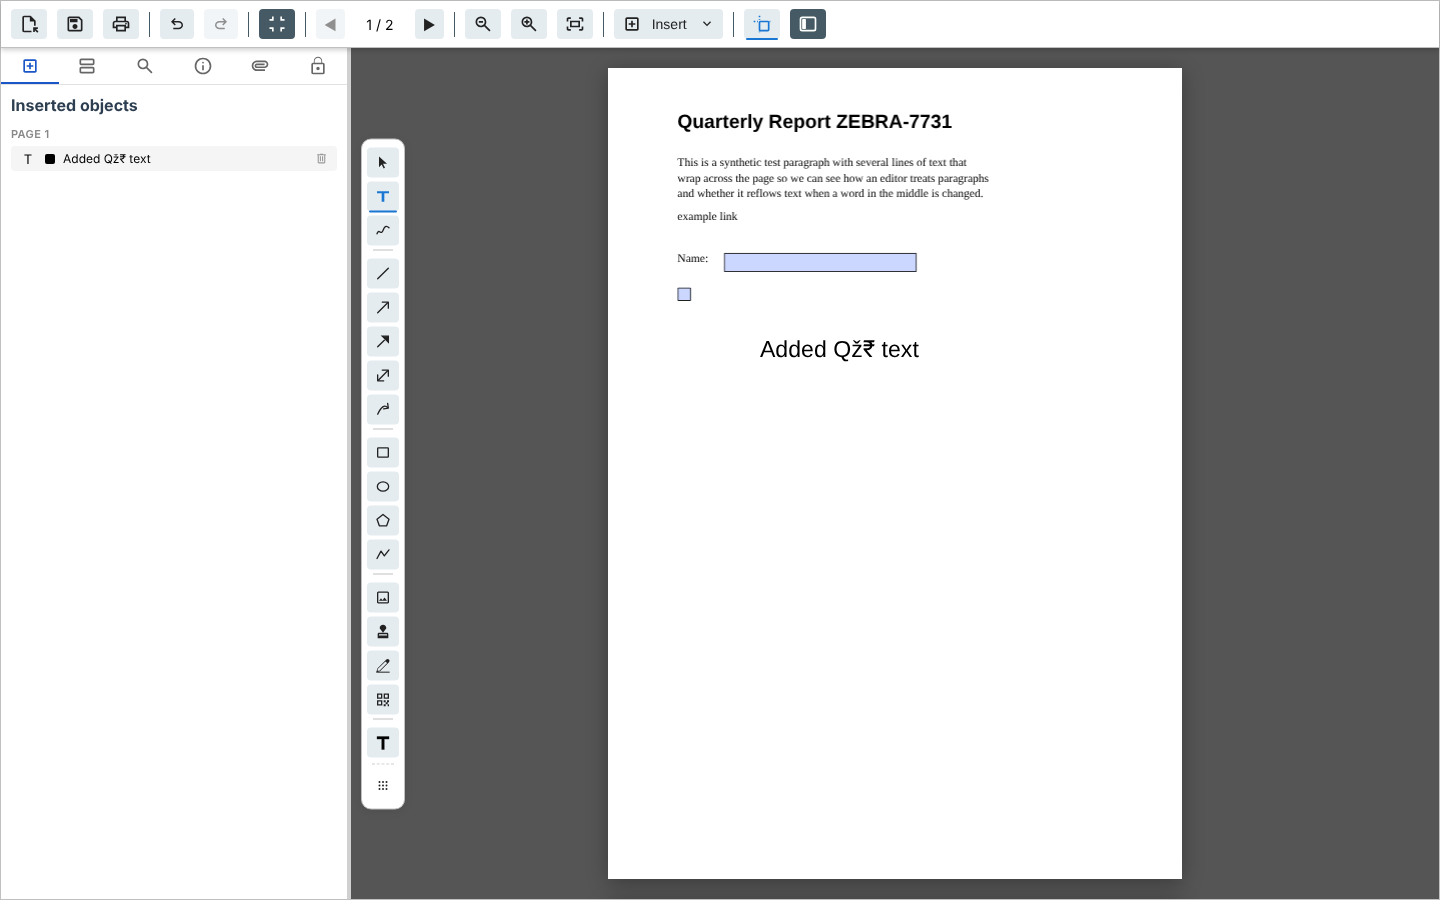 1 / 2
Insert
Inserted objects
PAGE 1
Added Qž₹ text
Quarterly Report ZEBRA-7731
This is a synthetic test paragraph with several lines of text that
wrap across the page so we can see how an editor treats paragraphs
and whether it reflows text when a word in the middle is changed.
example link
Name:
Added Qž₹ text